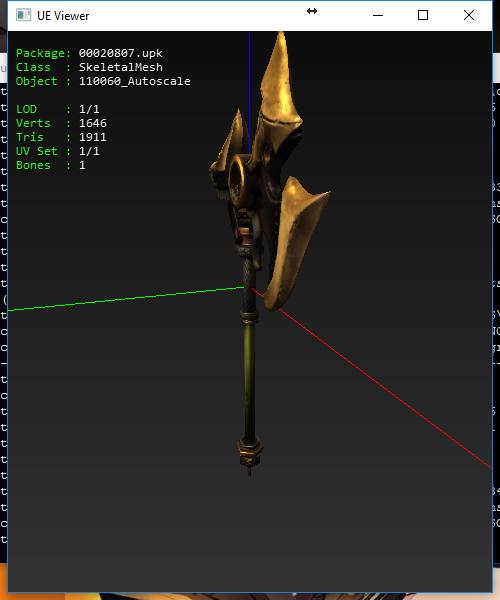 UE Viewer
Package: 00020807.upk
Class : SkeletalMesh
Object : 110060_Autoscale
LOD : 1/1
Verts : 1646
Tris : 1911
UV Set : 1/1
Bones : 1